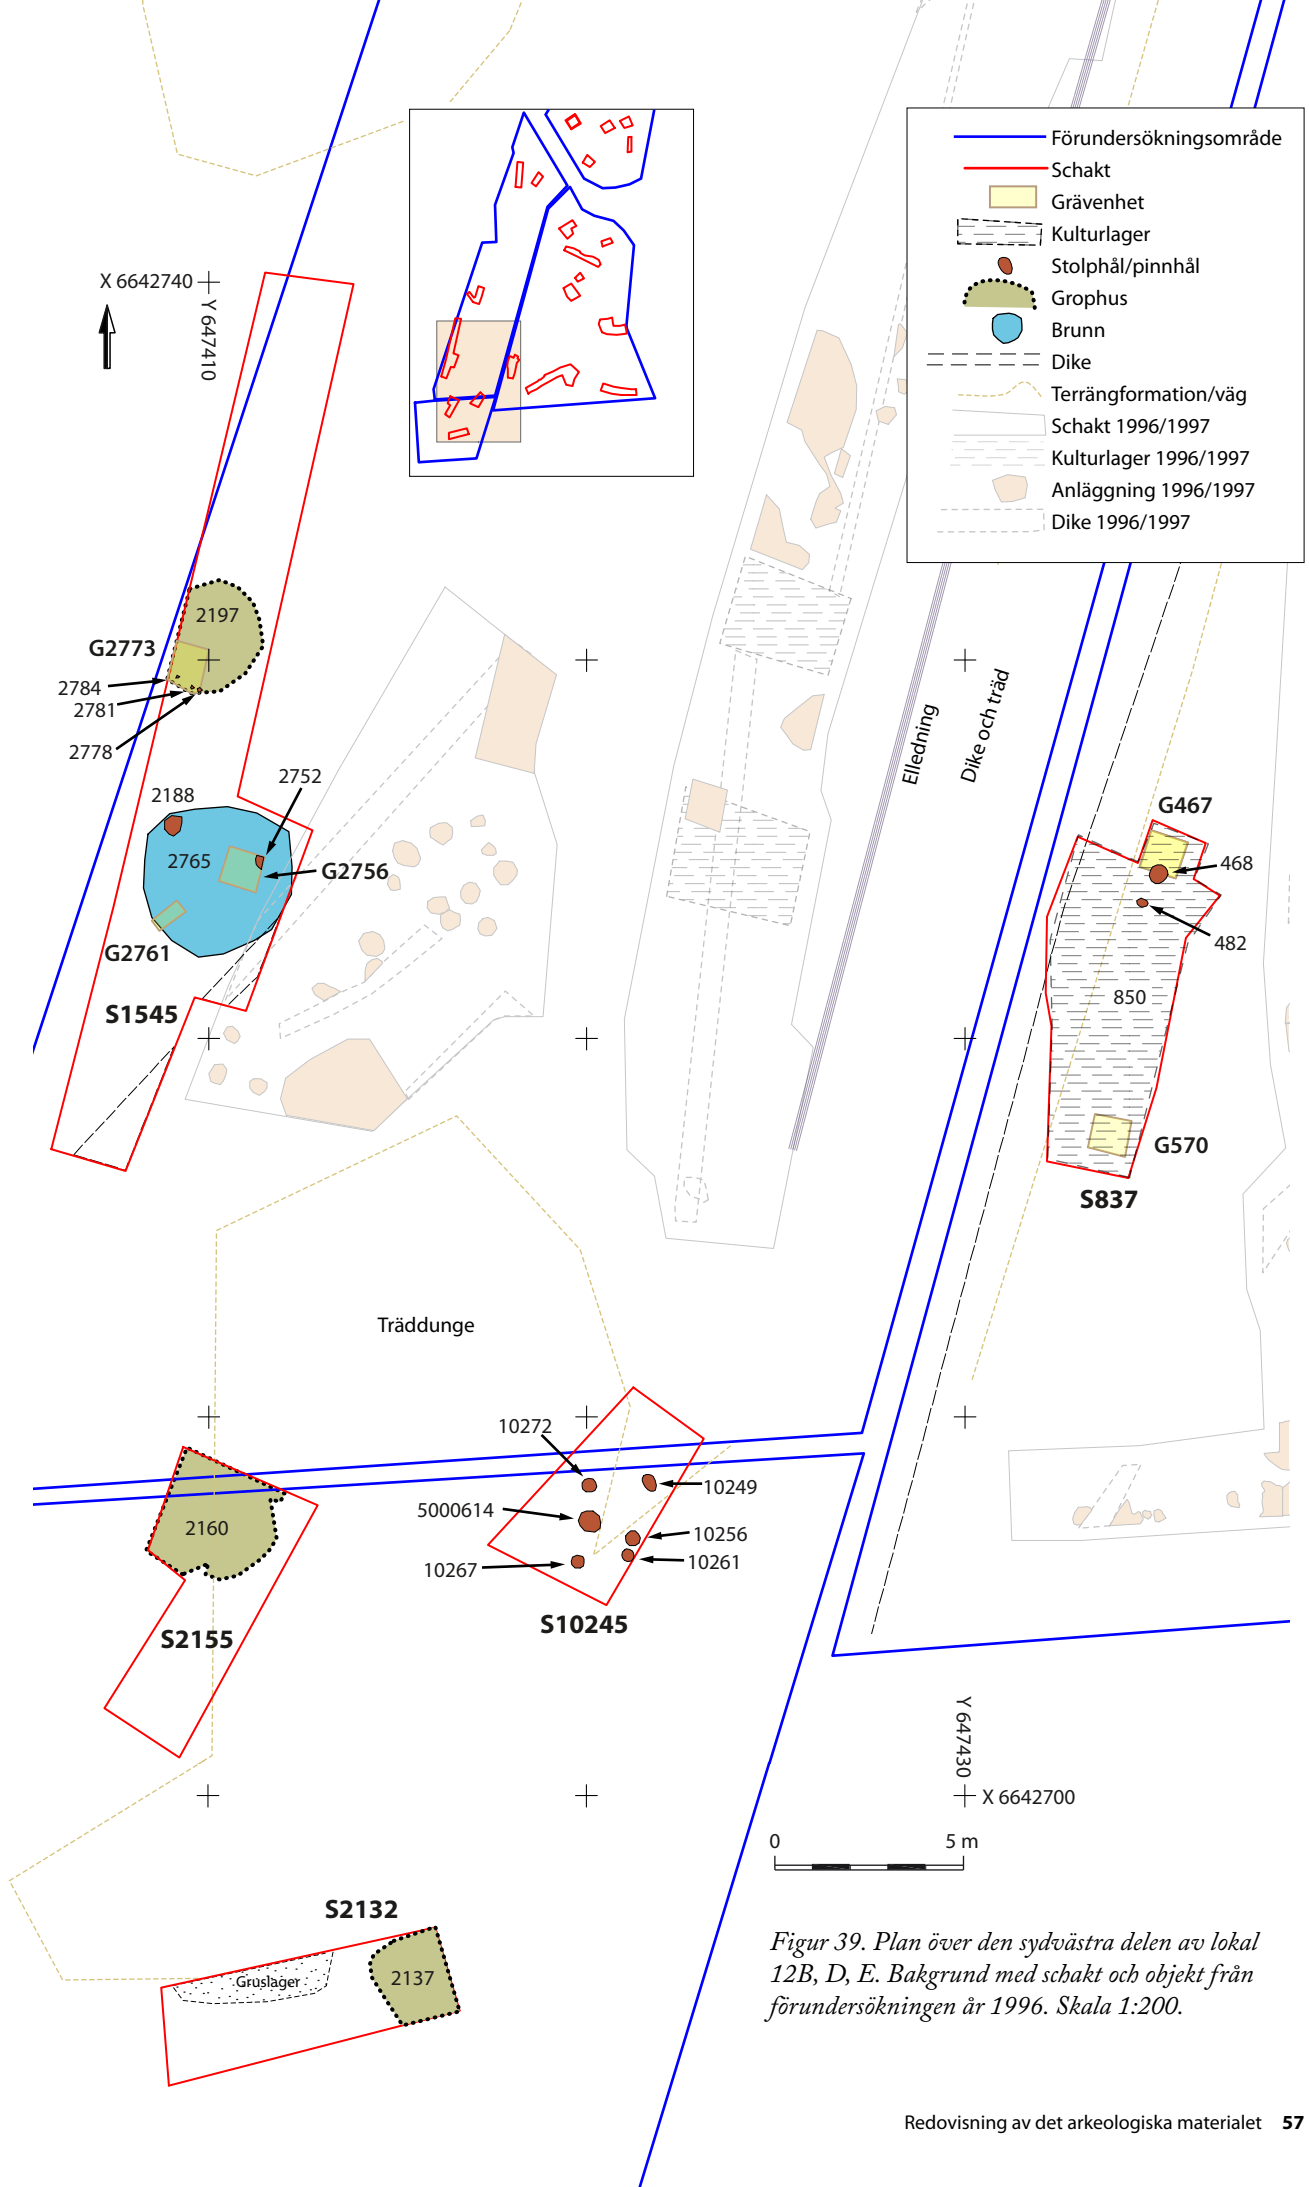 Förundersökningsområde
Schakt
Grävenhet
Kulturlager
Stolphål/pinnhål
Grophus
Brunn
Dike
Terrängformation/väg
Schakt 1996/1997
Kulturlager 1996/1997
Anläggning 1996/1997
Dike 1996/1997
X 6642740
Y 647410
2197
G2773
2784
2781
2778
2752
2188
2765
G2756
G2761
S1545
Elledning
Dike och träd
G467
468
482
850
G570
S837
Träddunge
10272
10249
5000614
10256
10261
10267
S10245
2160
S2155
Y 647430
X 6642700
0 5 m
S2132
Gruslager
2137
Figur 39. Plan över den sydvästra delen av lokal
12B, D, E. Bakgrund med schakt och objekt från
förundersökningen år 1996. Skala 1:200.
Redovisning av det arkeologiska materialet 57